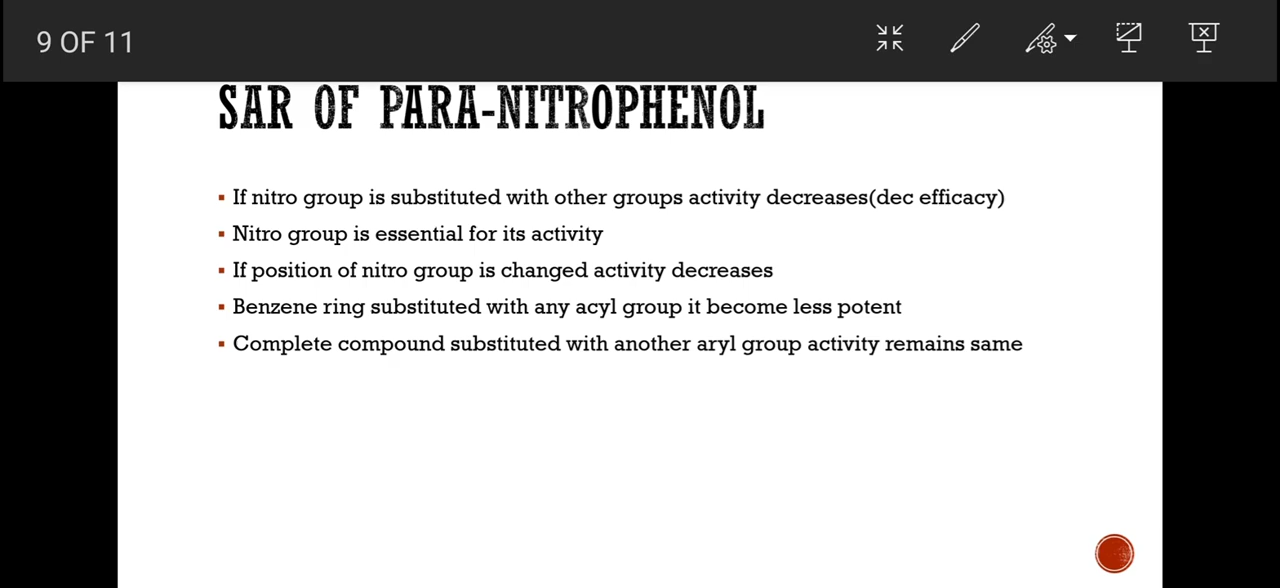 9 OF 11
SAR OF PARA-NITROPHENOL
▪ If nitro group is substituted with other groups activity decreases(dec efficacy)
▪ Nitro group is essential for its activity
▪ If position of nitro group is changed activity decreases
▪ Benzene ring substituted with any acyl group it become less potent
▪ Complete compound substituted with another aryl group activity remains same